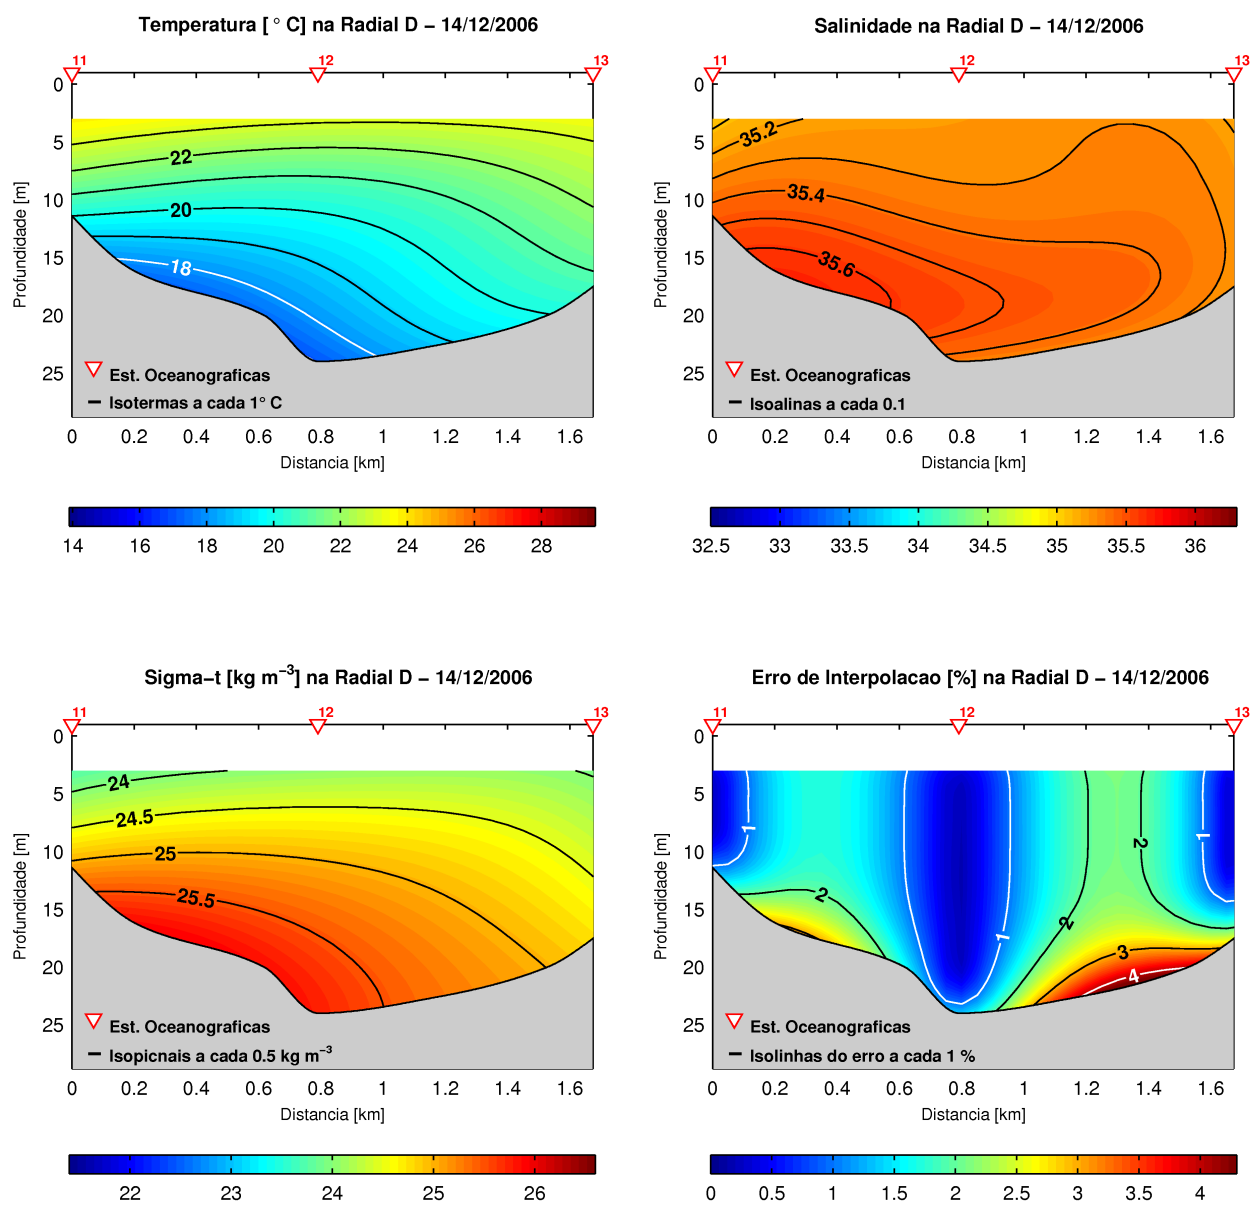 Temperatura [ ° C] na Radial D − 14/12/2006
11 12 13
0
5
10
15
20
25
Profundidade [m]
22
20
18
Est. Oceanograficas
Isotermas a cada 1° C
0 0.2 0.4 0.6 0.8 1 1.2 1.4 1.6
Distancia [km]
14 16 18 20 22 24 26 28
Salinidade na Radial D − 14/12/2006
11 12 13
0
5
10
15
20
25
Profundidade [m]
35.2
35.4
35.6
Est. Oceanograficas
Isoalinas a cada 0.1
0 0.2 0.4 0.6 0.8 1 1.2 1.4 1.6
Distancia [km]
32.5 33 33.5 34 34.5 35 35.5 36
Sigma−t [kg m−3] na Radial D − 14/12/2006
11 12 13
0
5
10
15
20
25
Profundidade [m]
24
24.5
25
25.5
Est. Oceanograficas
Isopicnais a cada 0.5 kg m−3
0 0.2 0.4 0.6 0.8 1 1.2 1.4 1.6
Distancia [km]
22 23 24 25 26
Erro de Interpolacao [%] na Radial D − 14/12/2006
11 12 13
0
5
10
15
20
25
Profundidade [m]
1
1
2
2
2
1
3
4
Est. Oceanograficas
Isolinhas do erro a cada 1 %
0 0.2 0.4 0.6 0.8 1 1.2 1.4 1.6
Distancia [km]
0 0.5 1 1.5 2 2.5 3 3.5 4